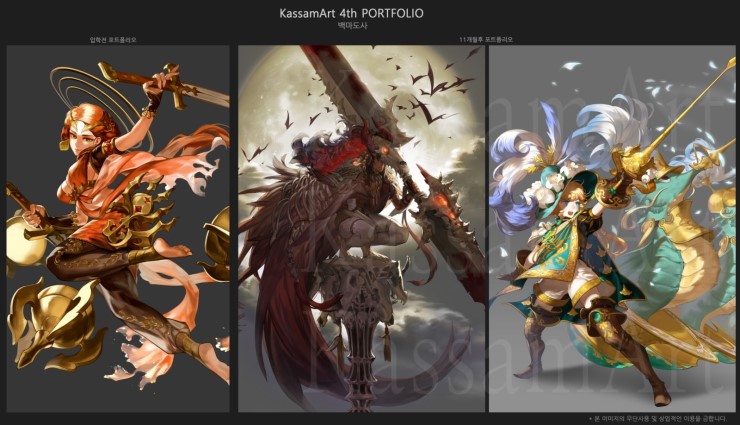 KassamArt 4th PORTFOLIO
백마도사
입학전 포트폴리오
11개월후 포트폴리오
KassamArt
KassamArt
* 본 이미지의 무단사용 및 상업적인 이용을 금합니다.